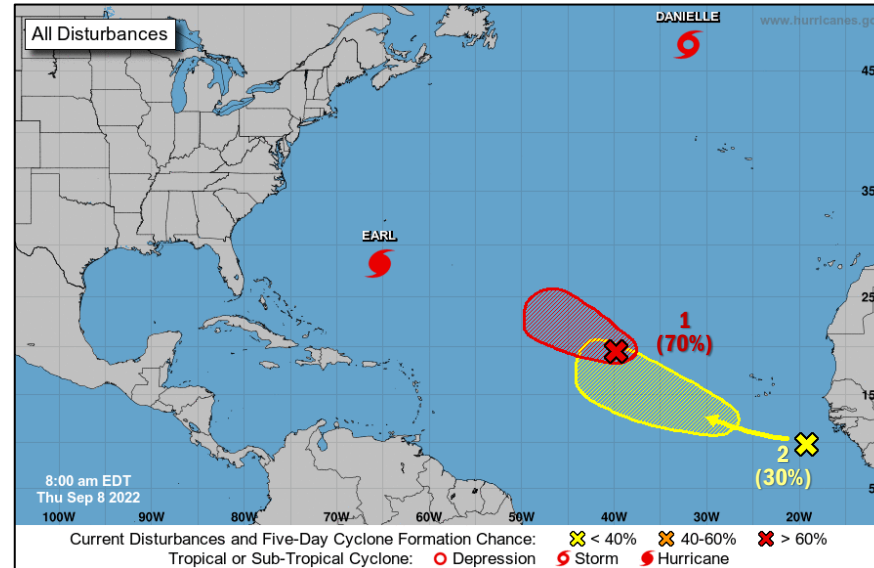 All Disturbances
DANIELLE
www.hurricanes.go
45
EARL
35
25
1
(70%)
15
2
(30%)
5
8:00 am EDT
Thu Sep 8 2022
100W 90W 80W 70W 60W 50W 40W 30W 20W
Current Disturbances and Five-Day Cyclone Formation Chance: < 40% 40-60% > 60%
Tropical or Sub-Tropical Cyclone: Depression Storm Hurricane